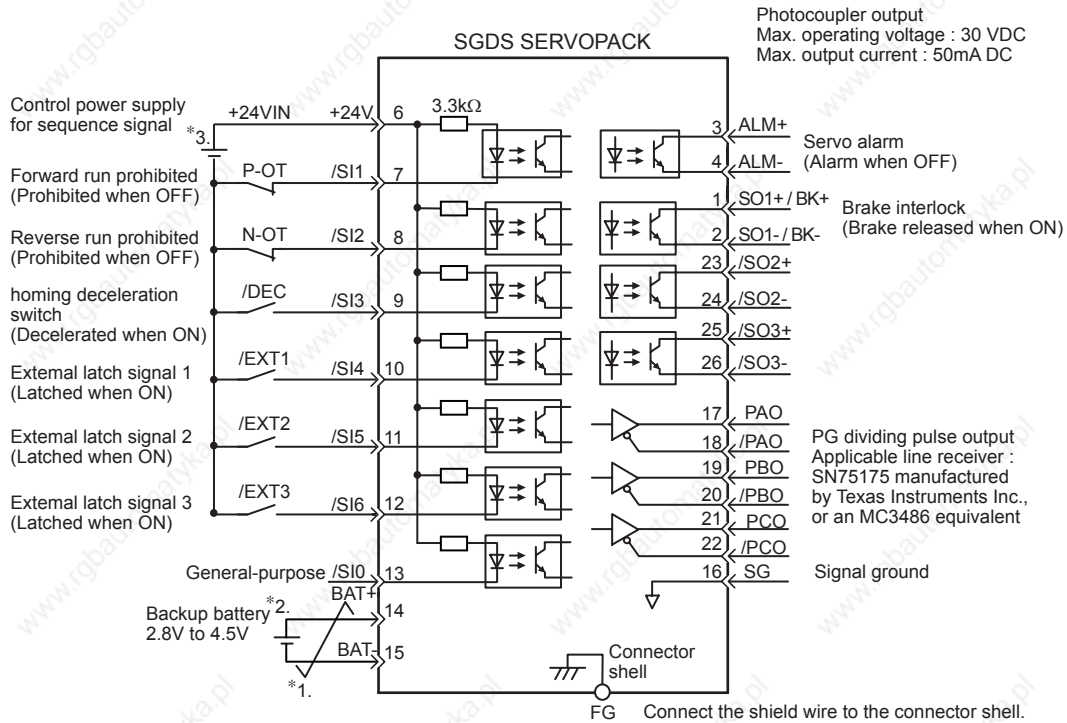 Photocoupler output
Max. operating voltage : 30 VDC
Max. output current : 50mA DC
SGDS SERVOPACK
Control power supply
for sequence signal
*3.
+24VIN
+24V
6
3.3kΩ
3
ALM+
4
ALM-
Servo alarm
(Alarm when OFF)
Forward run prohibited
(Prohibited when OFF)
P-OT
/SI1
7
1
SO1+ / BK+
2
SO1- / BK-
Brake interlock
(Brake released when ON)
Reverse run prohibited
(Prohibited when OFF)
N-OT
/SI2
8
23
/SO2+
24
/SO2-
homing deceleration
switch
(Decelerated when ON)
/DEC
/SI3
9
25
/SO3+
26
/SO3-
External latch signal 1
(Latched when ON)
/EXT1
/SI4
10
External latch signal 2
(Latched when ON)
/EXT2
/SI5
11
17
PAO
18
/PAO
19
PBO
20
/PBO
21
PCO
22
/PCO
PG dividing pulse output
Applicable line receiver :
SN75175 manufactured
by Texas Instruments Inc.,
or an MC3486 equivalent
External latch signal 3
(Latched when ON)
/EXT3
/SI6
12
General-purpose
/SI0
13
16
SG
Signal ground
Backup battery
2.8V to 4.5V
*2.
BAT+
14
BAT-
15
*1.
Connector
shell
FG
Connect the shield wire to the connector shell.
www.rgbautomatyka.pl